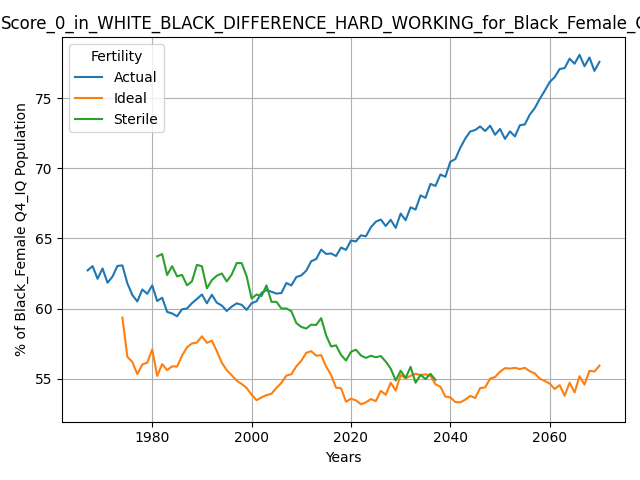 Score_0_in_WHITE_BLACK_DIFFERENCE_HARD_WORKING_for_Black_Female_
Fertility
Actual
Ideal
Sterile
% of Black_Female Q4_IQ Population
75
70
65
60
55
1980
2000
2020
2040
2060
Years